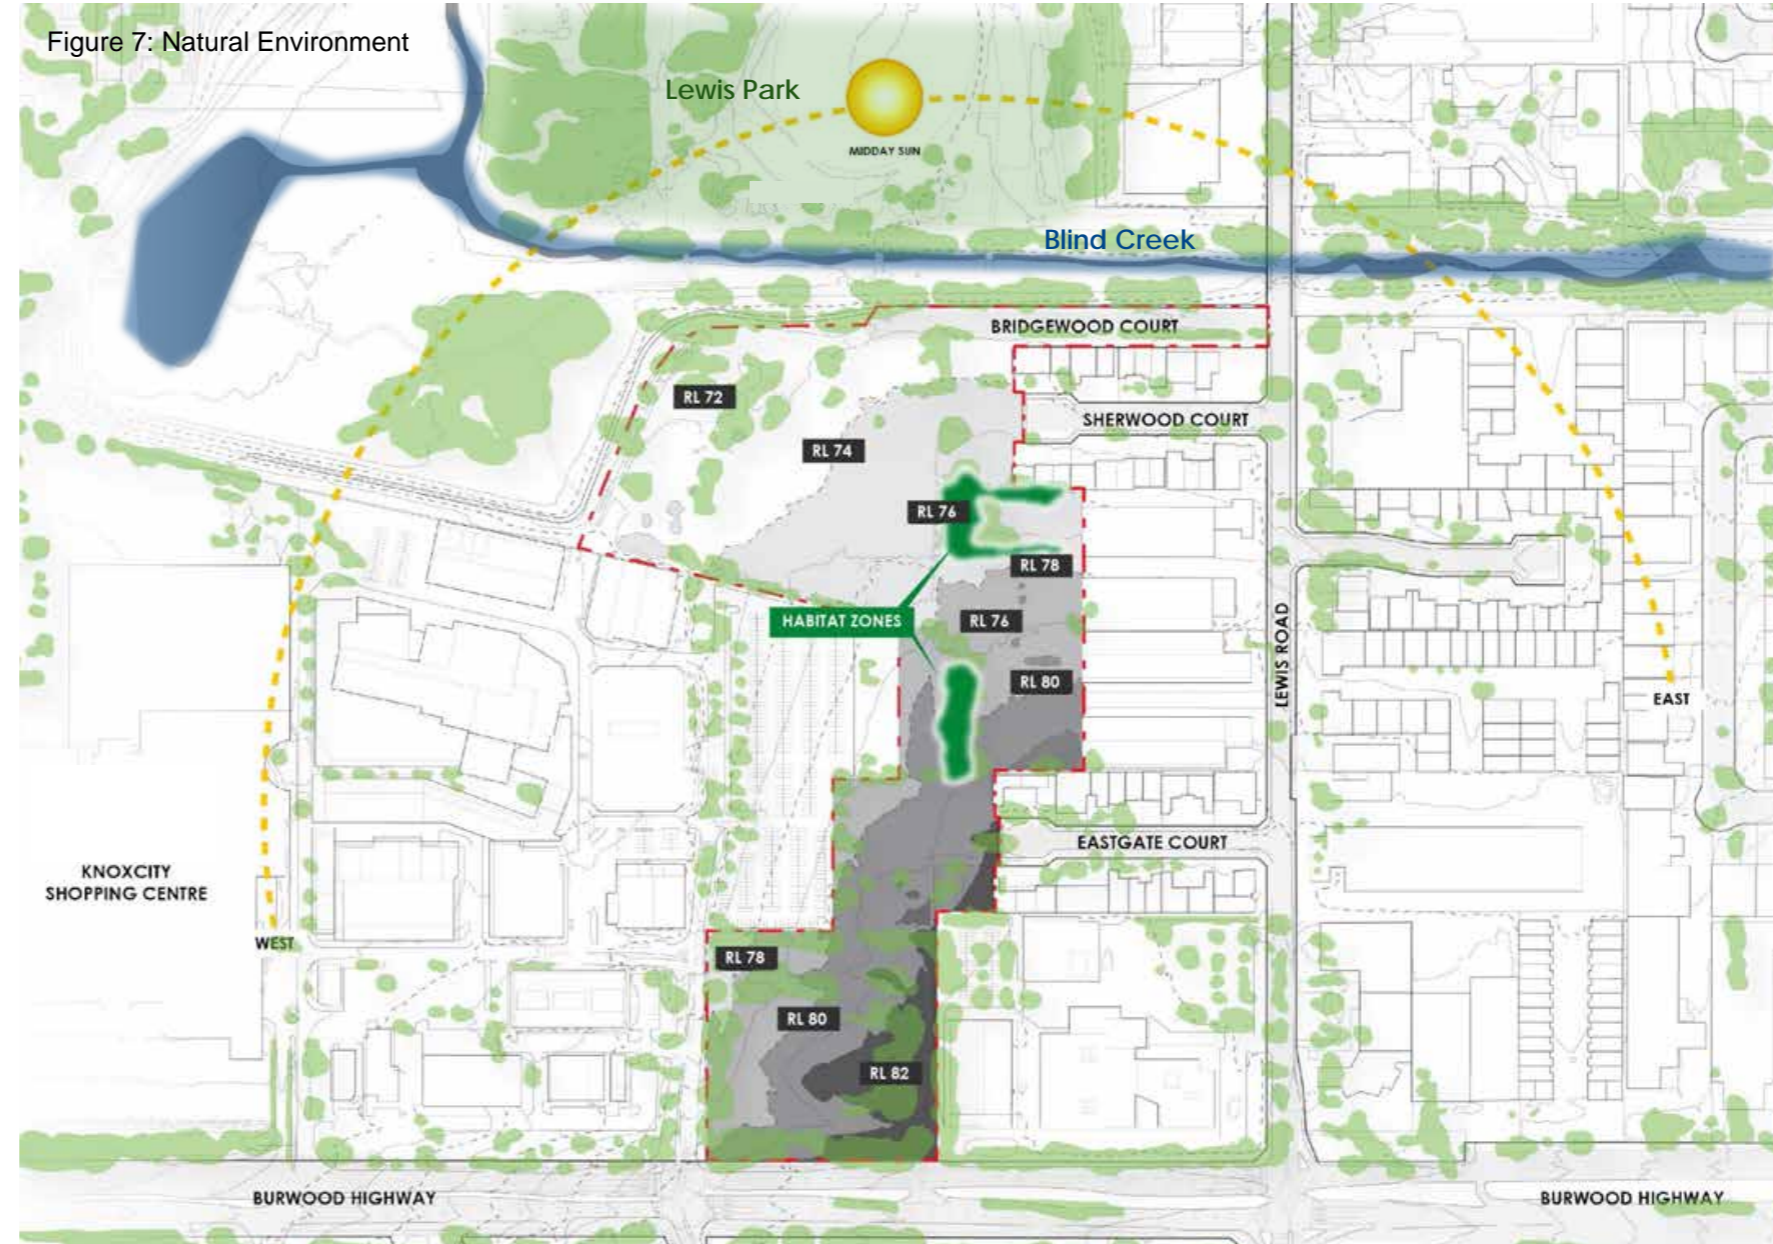 Figure 7: Natural Environment
Lewis Park
MIDDAY SUN
Blind Creek
BRIDGEWOOD COURT
RL 72
SHERWOOD COURT
RL 74
RL 76
RL 78
HABITAT ZONES
RL 76
RL 80
LEWIS ROAD
EAST
EASTGATE COURT
KNOXCITY
SHOPPING CENTRE
WEST
RL 78
RL 80
RL 82
BURWOOD HIGHWAY
BURWOOD HIGHWAY